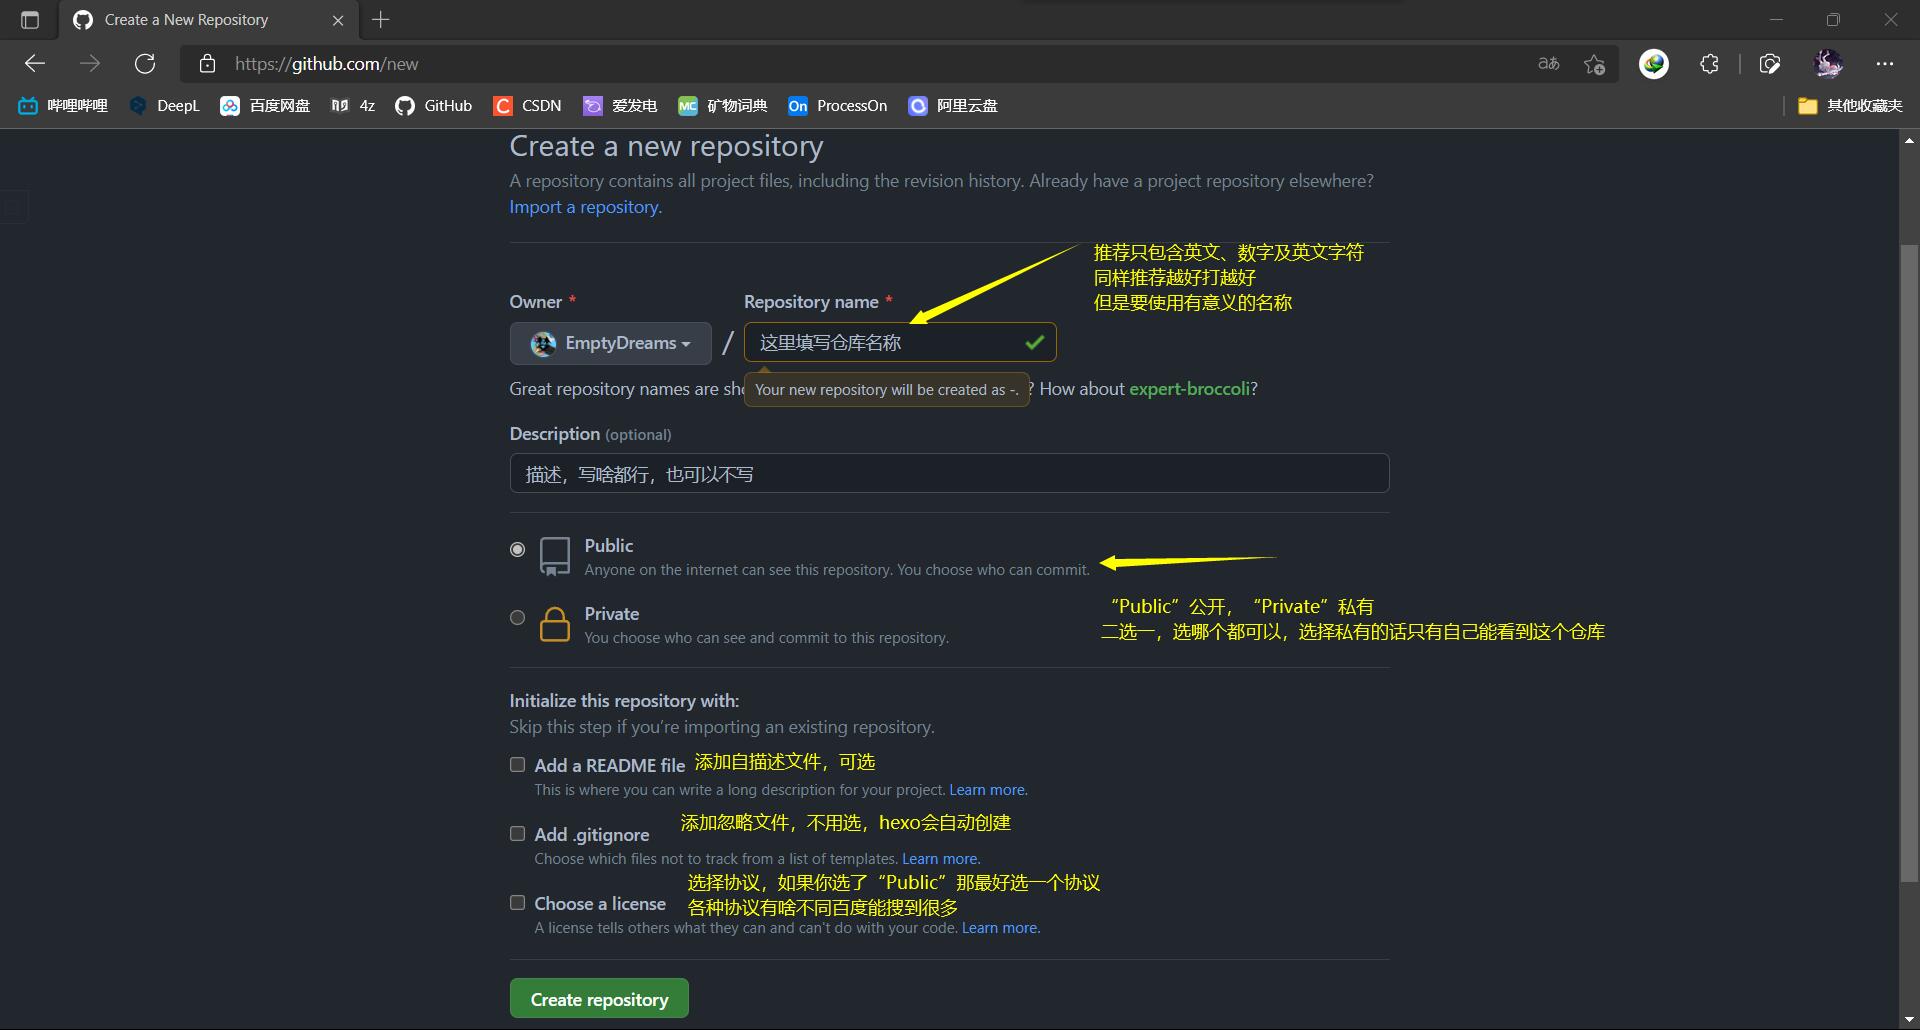 Create a New Repository
https://github.com/new
aあ
哔哩哔哩
DeepL
百度网盘
4z
GitHub
CSDN
爱发电
矿物词典
ProcessOn
阿里云盘
其他收藏夹
Create a new repository
A repository contains all project files, including the revision history. Already have a project repository elsewhere?
Import a repository.
推荐只包含英文、数字及英文字符
同样推荐越好打越好
但是要使用有意义的名称
Owner *
Repository name *
EmptyDreams
/
这里填写仓库名称
Great repository names are sho
Your new repository will be created as -.
? How about expert-broccoli?
Description (optional)
描述，写啥都行，也可以不写
Public
Anyone on the internet can see this repository. You choose who can commit.
“Public”公开，“Private”私有
二选一，选哪个都可以，选择私有的话只有自己能看到这个仓库
Private
You choose who can see and commit to this repository.
Initialize this repository with:
Skip this step if you’re importing an existing repository.
Add a README file
添加自描述文件，可选
This is where you can write a long description for your project. Learn more.
Add .gitignore
添加忽略文件，不用选，hexo会自动创建
Choose which files not to track from a list of templates. Learn more.
Choose a license
选择协议，如果你选了“Public”那最好选一个协议
各种协议有啥不同百度能搜到很多
A license tells others what they can and can't do with your code. Learn more.
Create repository